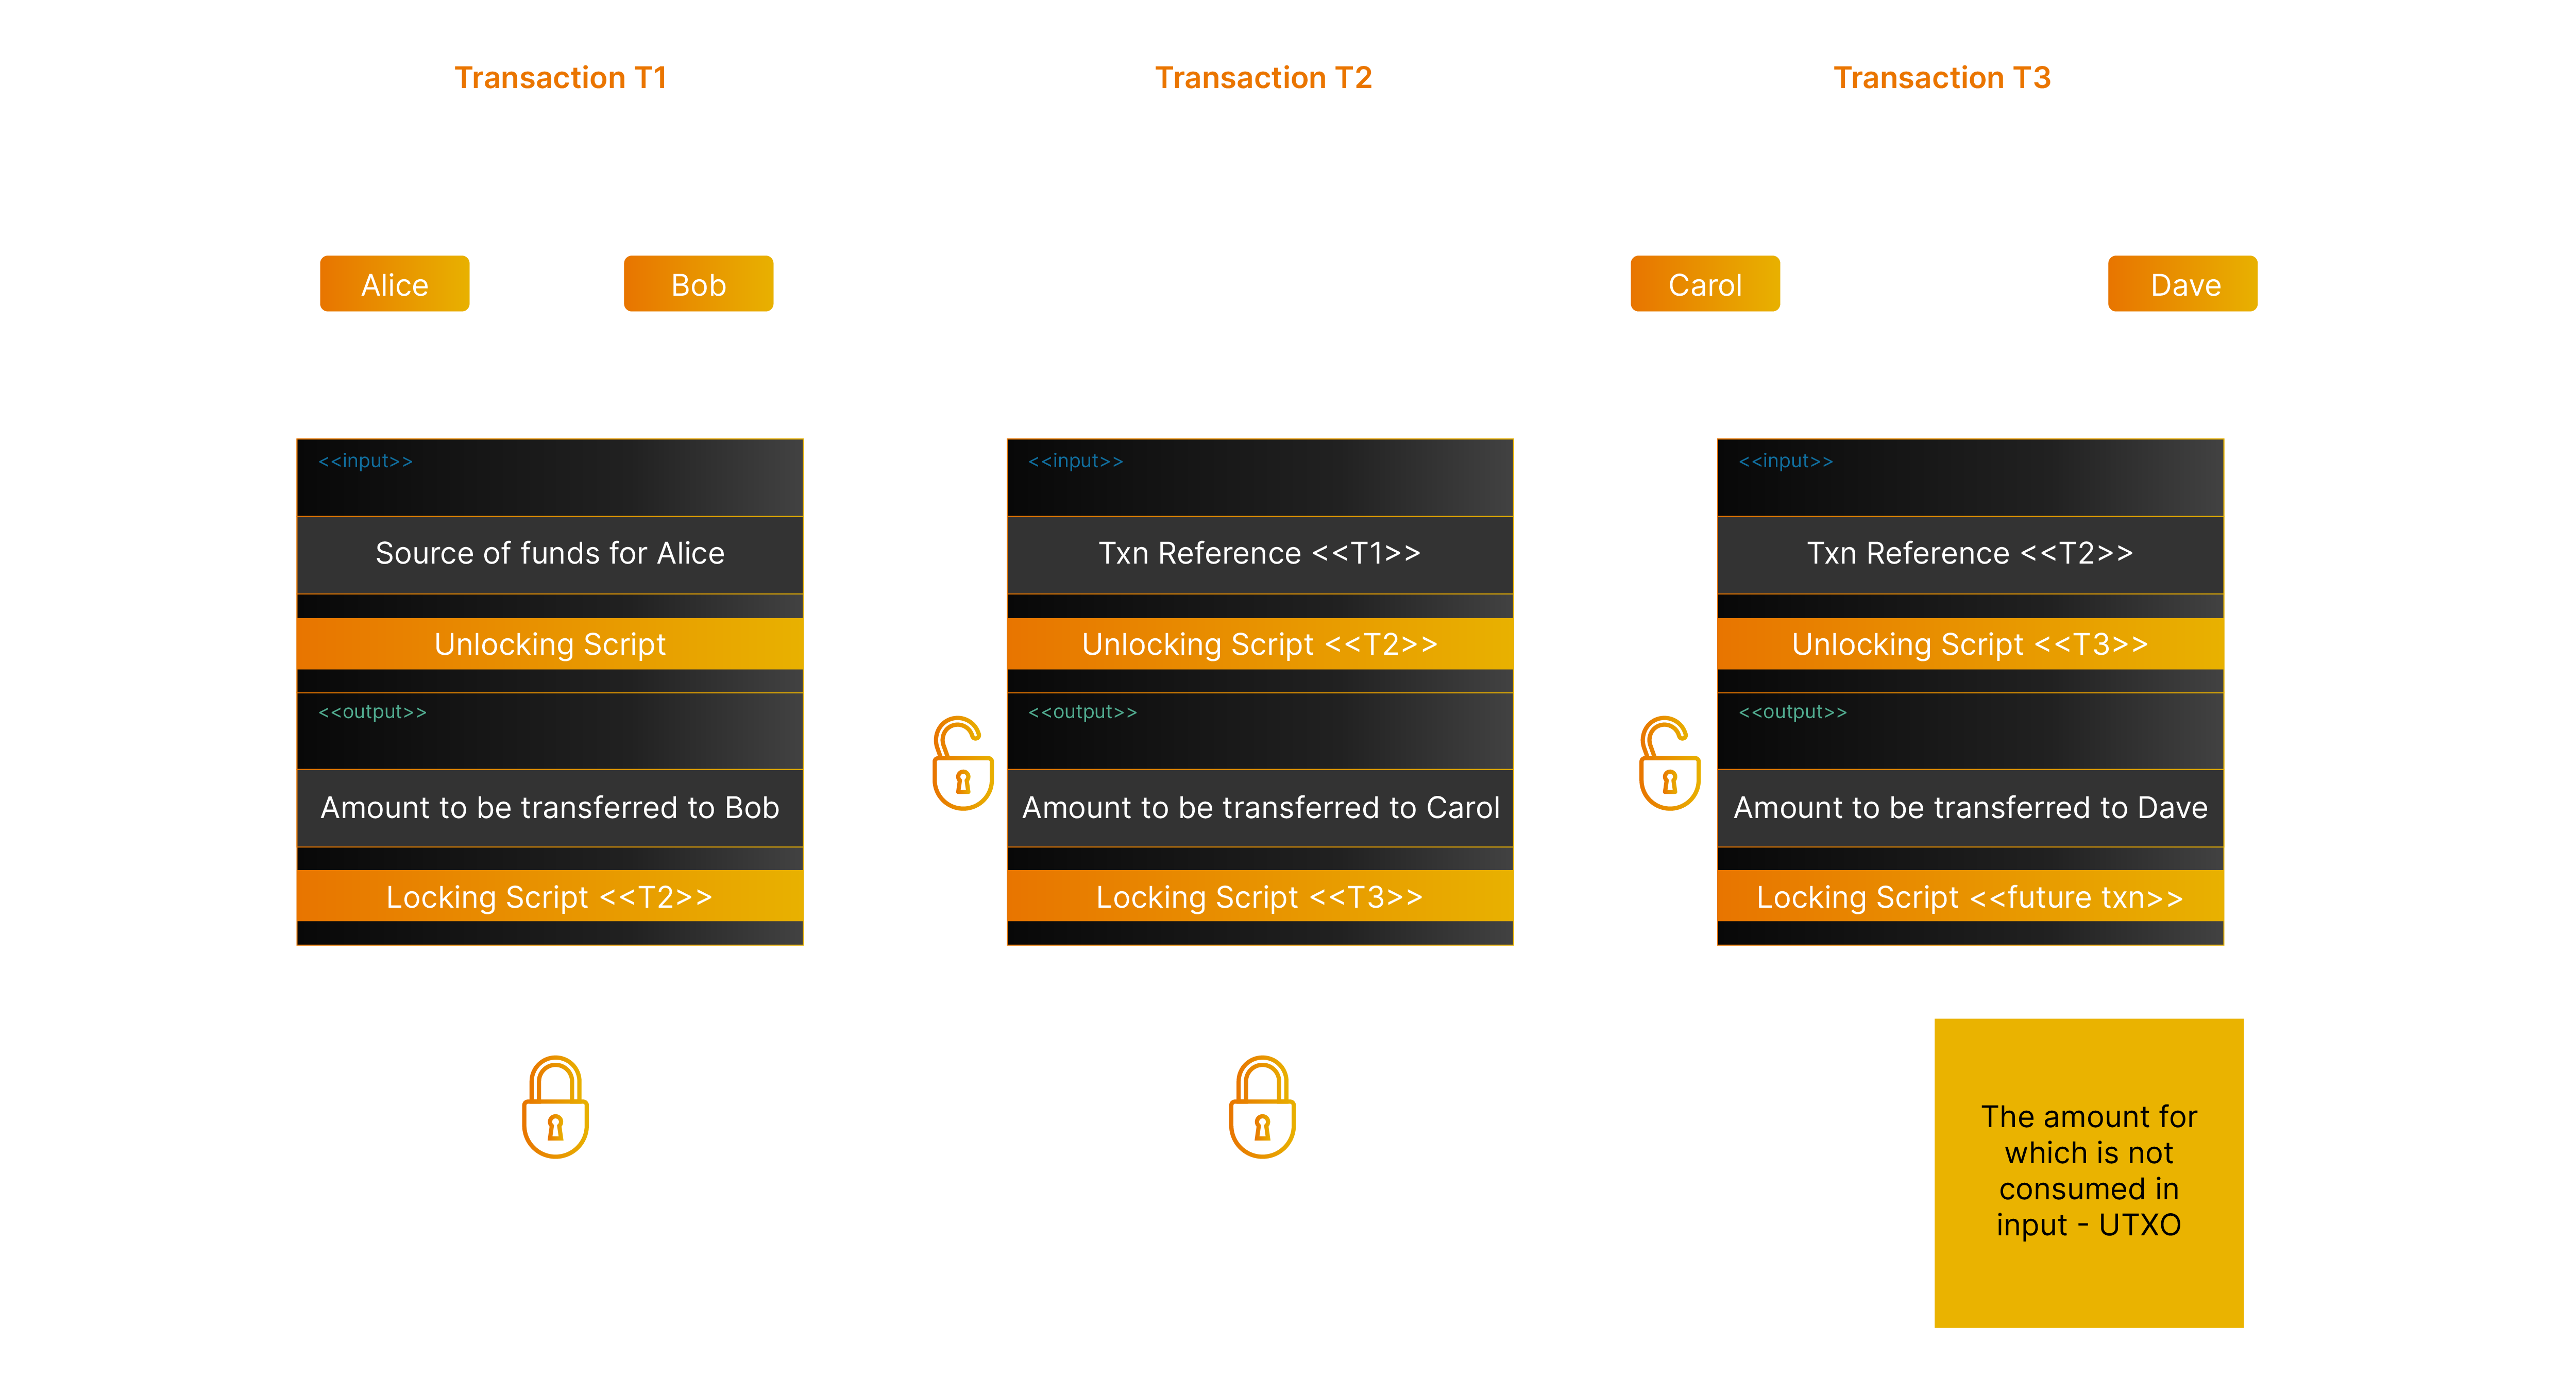 Transaction T1
Transaction T2
Transaction T3
Alice
Bob
Carol
Dave
<<input>>
Source of funds for Alice
Unlocking Script
<<output>>
Amount to be transferred to Bob
Locking Script <<T2>>
<<input>>
Txn Reference <<T1>>
Unlocking Script <<T2>>
<<output>>
Amount to be transferred to Carol
Locking Script <<T3>>
<<input>>
Txn Reference <<T2>>
Unlocking Script <<T3>>
<<output>>
Amount to be transferred to Dave
Locking Script <<future txn>>
The amount for
which is not
consumed in
input - UTXO